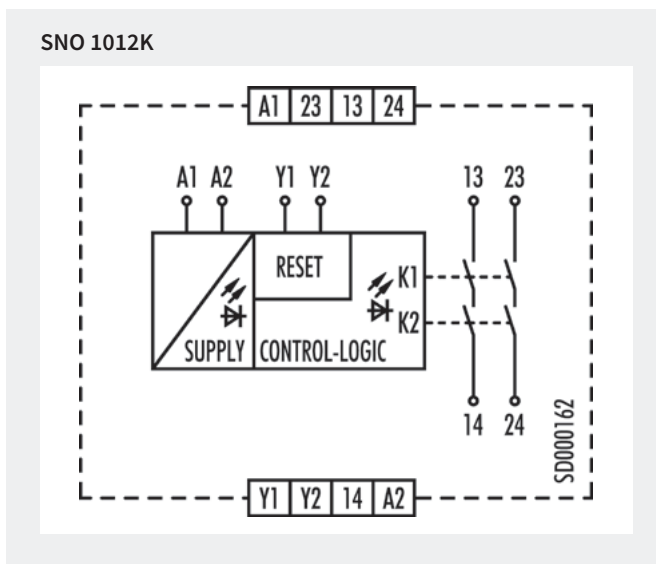 SNO 1012K
A1 23 13 24
A1 A2 Y1 Y2 13 23
RESET
K1
K2
SUPPLY CONTROL-LOGIC
14 24
SD000162
Y1 Y2 14 A2